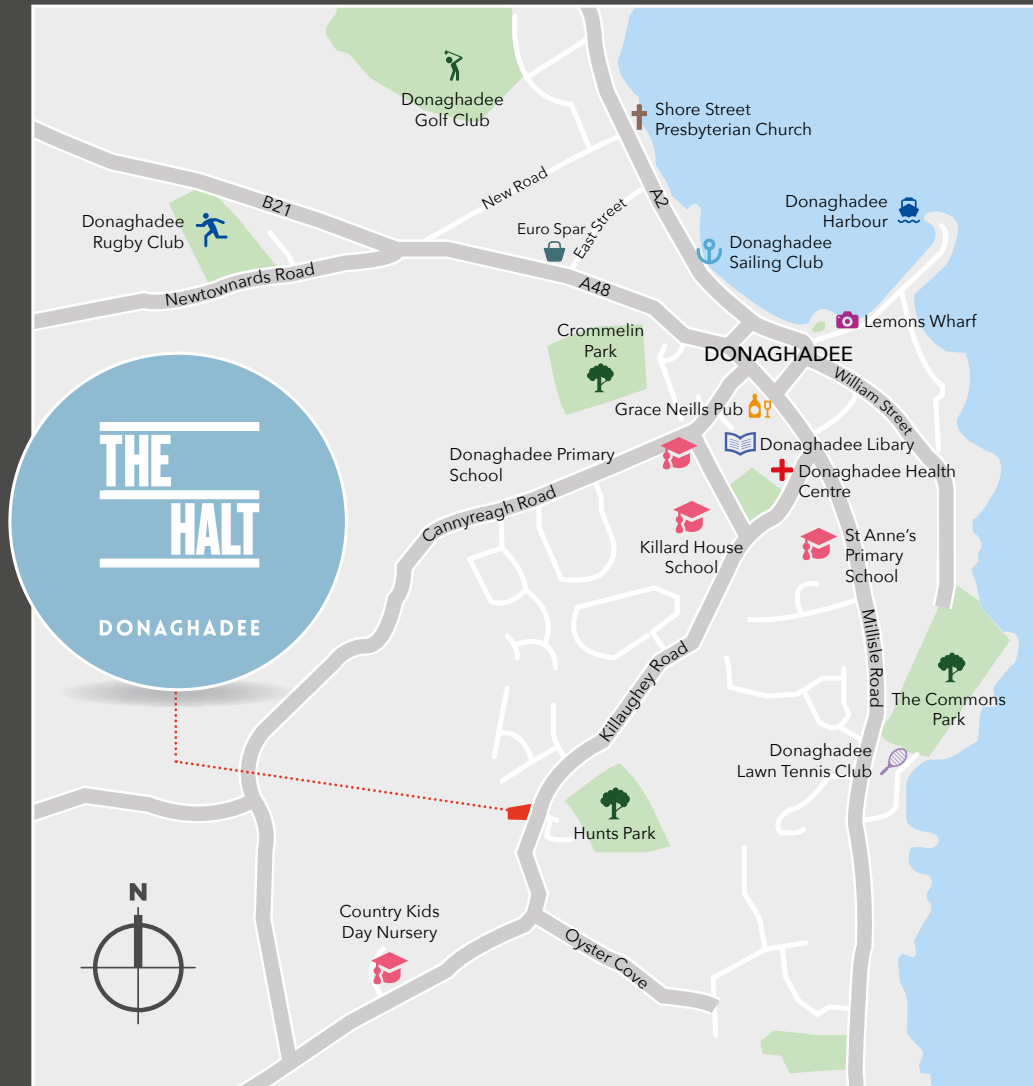 Donaghadee
Golf Club
Shore Street
Presbyterian Church
New Road
A2
B21
Donaghadee
Harbour
Donaghadee
Rugby Club
Euro Spar
East Street
Donaghadee
Sailing Club
Newtownards Road
A48
Lemons Wharf
Crommelin
Park
DONAGHADEE
William Street
Grace Neills Pub
THE
HALT
DONAGHADEE
Donaghadee Primary
School
Donaghadee Libary
Donaghadee Health
Centre
Cannyreagh Road
Killard House
School
St Anne's
Primary
School
Millisle Road
Killaughey Road
The Commons
Park
Donaghadee
Lawn Tennis Club
Hunts Park
N
Country Kids
Day Nursery
Oyster Cove